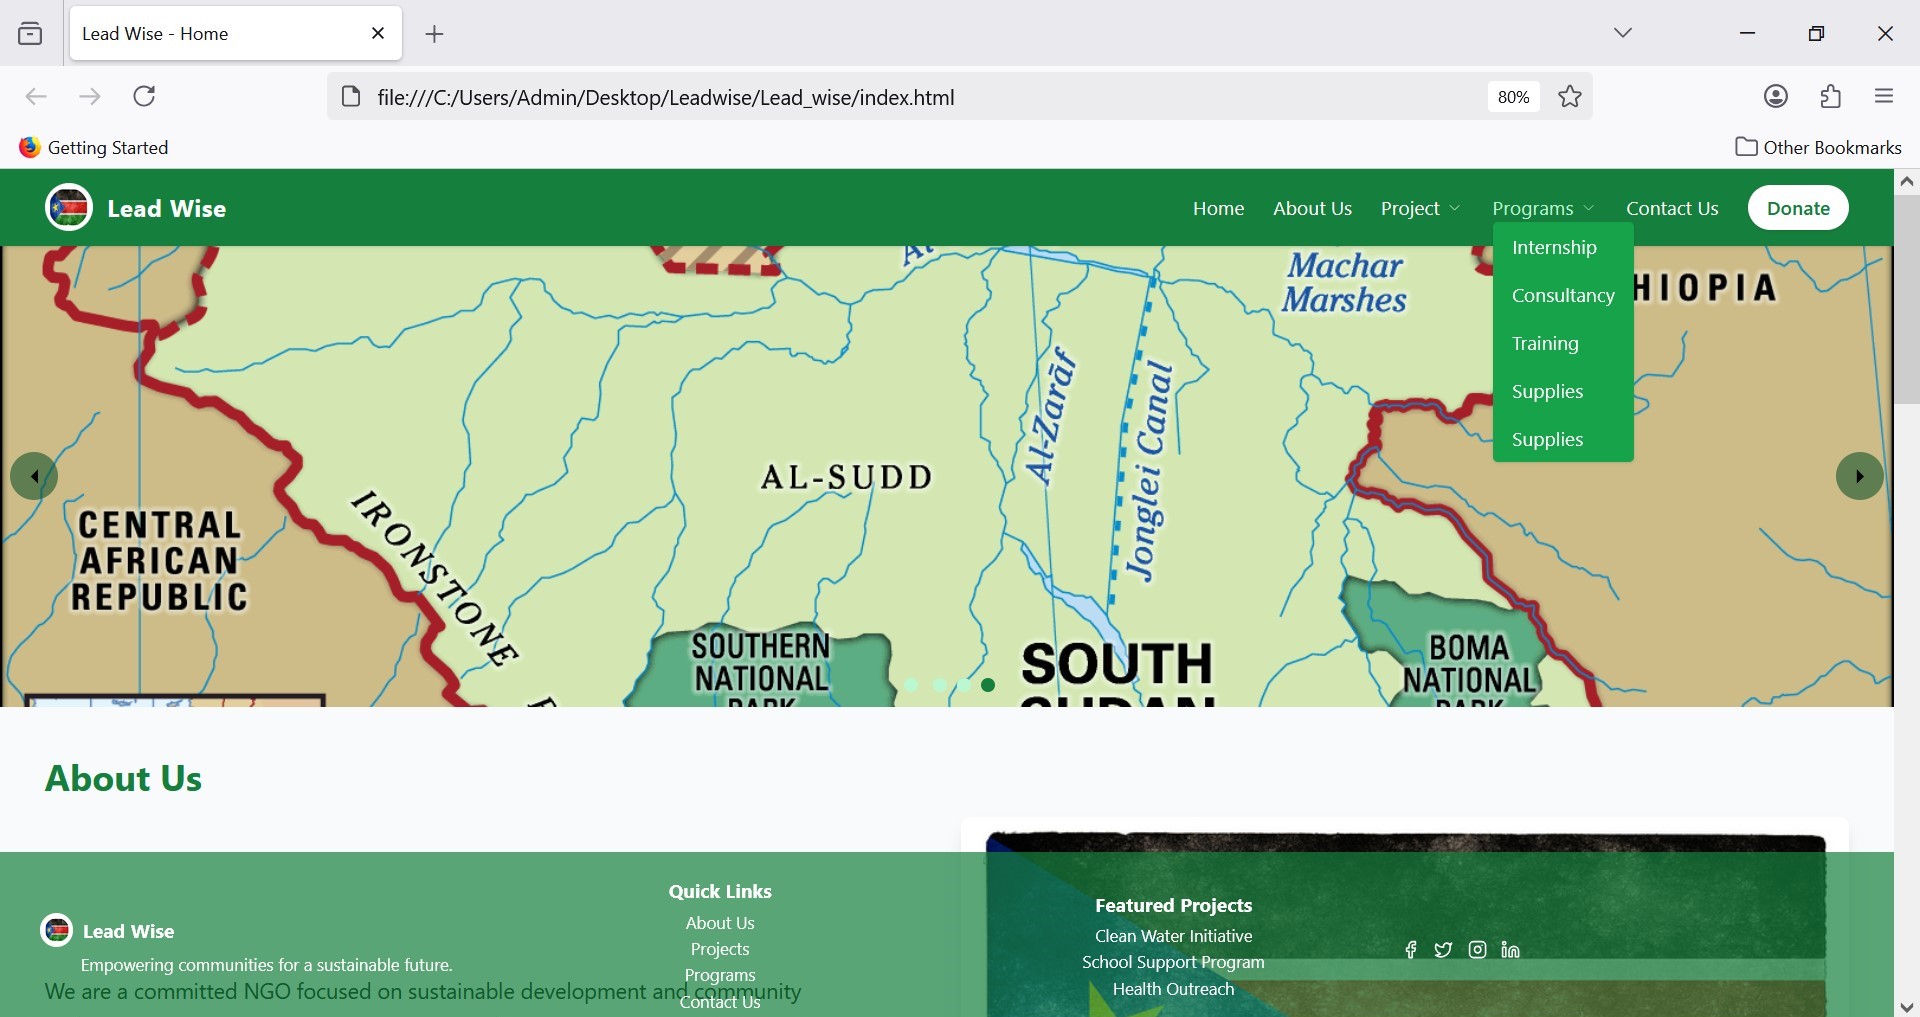 Lead Wise - Home
file:///C:/Users/Admin/Desktop/Leadwise/Lead_wise/index.html
80%
Getting Started
Other Bookmarks
Lead Wise
Home
About Us
Project
Programs
Contact Us
Donate
Internship
Consultancy
Training
Supplies
Supplies
Machar
Marshes
HIOPIA
Al-Zarāf
Jonglei Canal
AL-SUDD
CENTRAL
AFRICAN
REPUBLIC
IRONSTONE
SOUTHERN
NATIONAL
PARK
SOUTH
SUDAN
BOMA
NATIONAL
PARK
About Us
Lead Wise
Empowering communities for a sustainable future.
We are a committed NGO focused on sustainable development and community
Quick Links
About Us
Projects
Programs
Contact Us
Featured Projects
Clean Water Initiative
School Support Program
Health Outreach